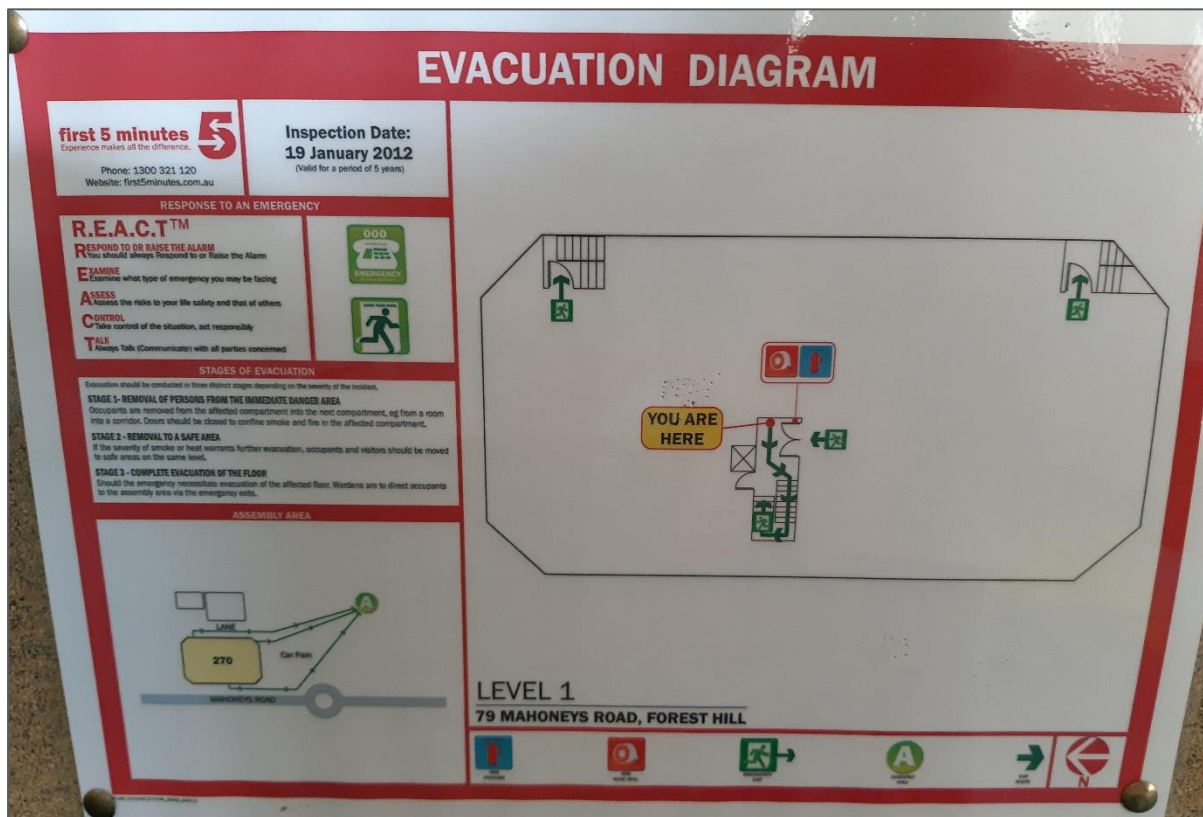 EVACUATION DIAGRAM
first 5 minutes
Experience makes all the difference.
5
Phone: 1300 321 120
Website: first5minutes.com.au
Inspection Date:
19 January 2012
(Valid for a period of 5 years)
RESPONSE TO AN EMERGENCY
R.E.A.C.T™
RESPOND TO OR RAISE THE ALARM
You should always Respond to or Raise the Alarm
EXAMINE
Examine what type of emergency you may be facing
ASSESS
Assess the risks to your life safety and that of others
CONTROL
Take control of the situation, act responsibly
TALK
Always Talk (Communicate) with all parties concerned
000
EMERGENCY
STAGES OF EVACUATION
Evacuation should be conducted in three distinct stages depending on the severity of the incident.
STAGE 1- REMOVAL OF PERSONS FROM THE IMMEDIATE DANGER AREA
Occupants are removed from the affected compartment into the next compartment, eg from a room
into a corridor. Doors should be closed to confine smoke and fire in the affected compartment.
STAGE 2 - REMOVAL TO A SAFE AREA
If the severity of smoke or heat warrants further evacuation, occupants and visitors should be moved
to safe areas on the same level.
STAGE 3 - COMPLETE EVACUATION OF THE FLOOR
Should the emergency necessitate evacuation of the affected floor. Wardens are to direct occupants
to the assembly area via the emergency exits.
ASSEMBLY AREA
A
LANE
270
Car Park
MAHONEYS ROAD
YOU ARE
HERE
LEVEL 1
79 MAHONEYS ROAD, FOREST HILL
FIRE
HOSE REEL
EMERGENCY
EXIT
A
ASSEMBLY
AREA
EXIT
ROUTE
N